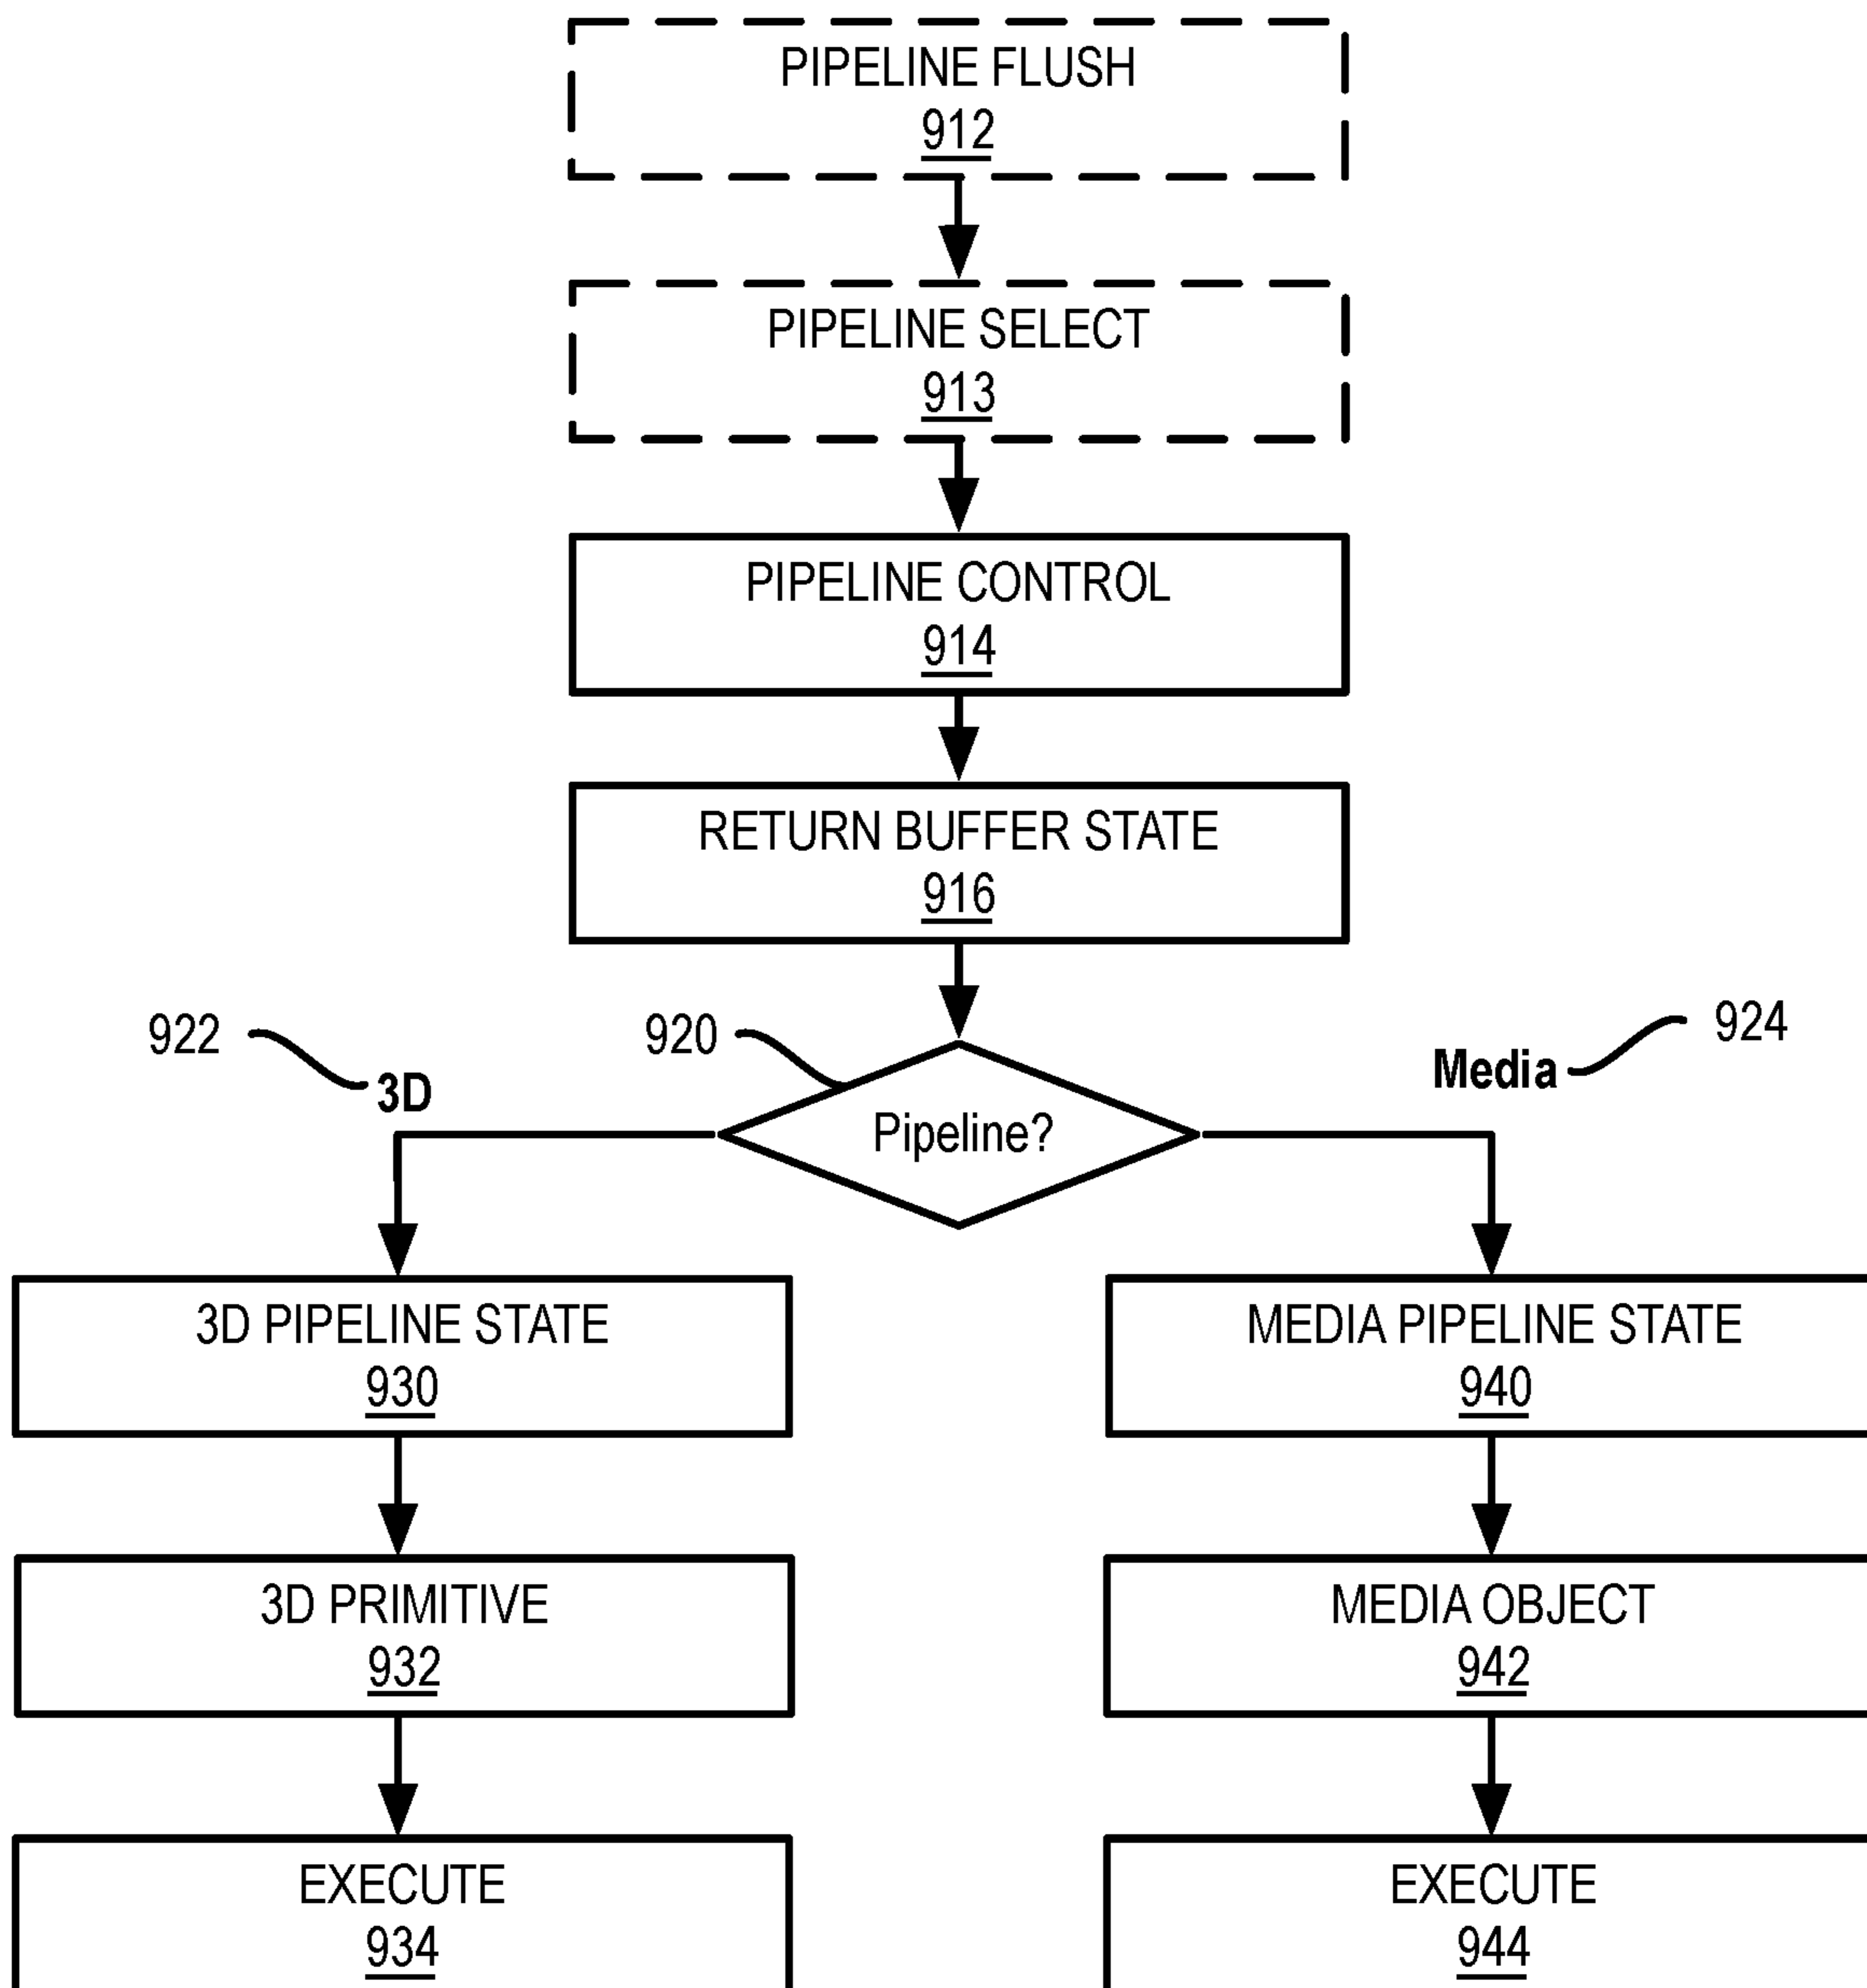 PIPELINE FLUSH
912
PIPELINE SELECT
913
PIPELINE CONTROL
914
RETURN BUFFER STATE
916
922
920
924
3D
Media
Pipeline?
3D PIPELINE STATE
930
MEDIA PIPELINE STATE
940
3D PRIMITIVE
932
MEDIA OBJECT
942
EXECUTE
934
EXECUTE
944